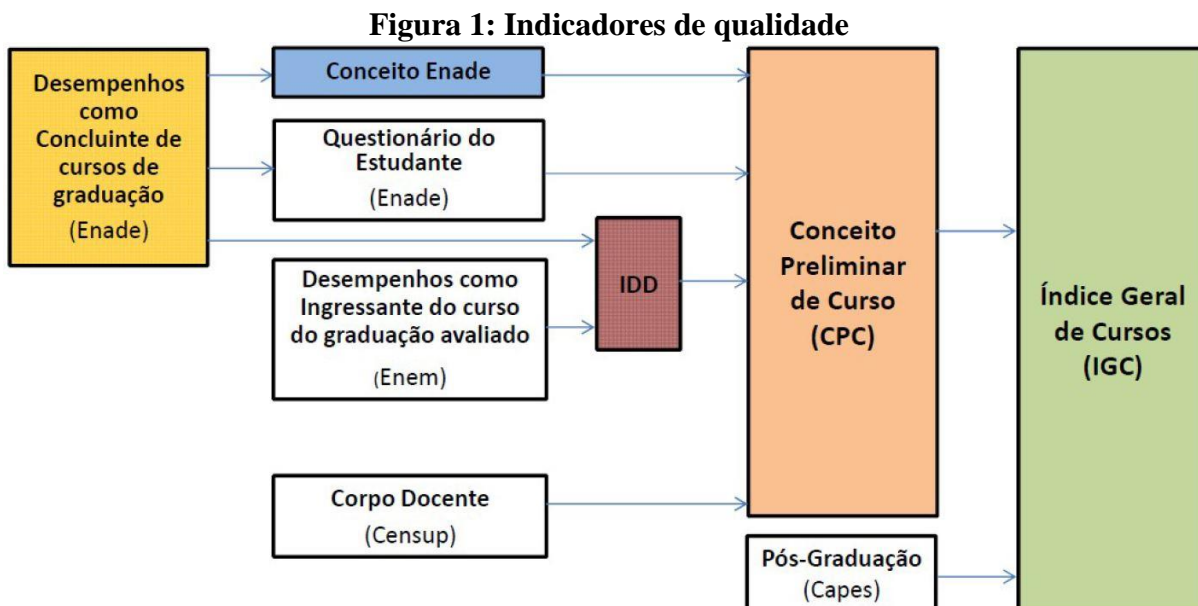 Figura 1: Indicadores de qualidade
Desempenhos
como
Concluinte de
cursos de
graduação
(Enade)
Conceito Enade
Questionário do
Estudante
(Enade)
Desempenhos como
Ingressante do curso
do graduação avaliado
(Enem)
IDD
Corpo Docente
(Censup)
Conceito
Preliminar
de Curso
(CPC)
Pós-Graduação
(Capes)
Índice Geral
de Cursos
(IGC)